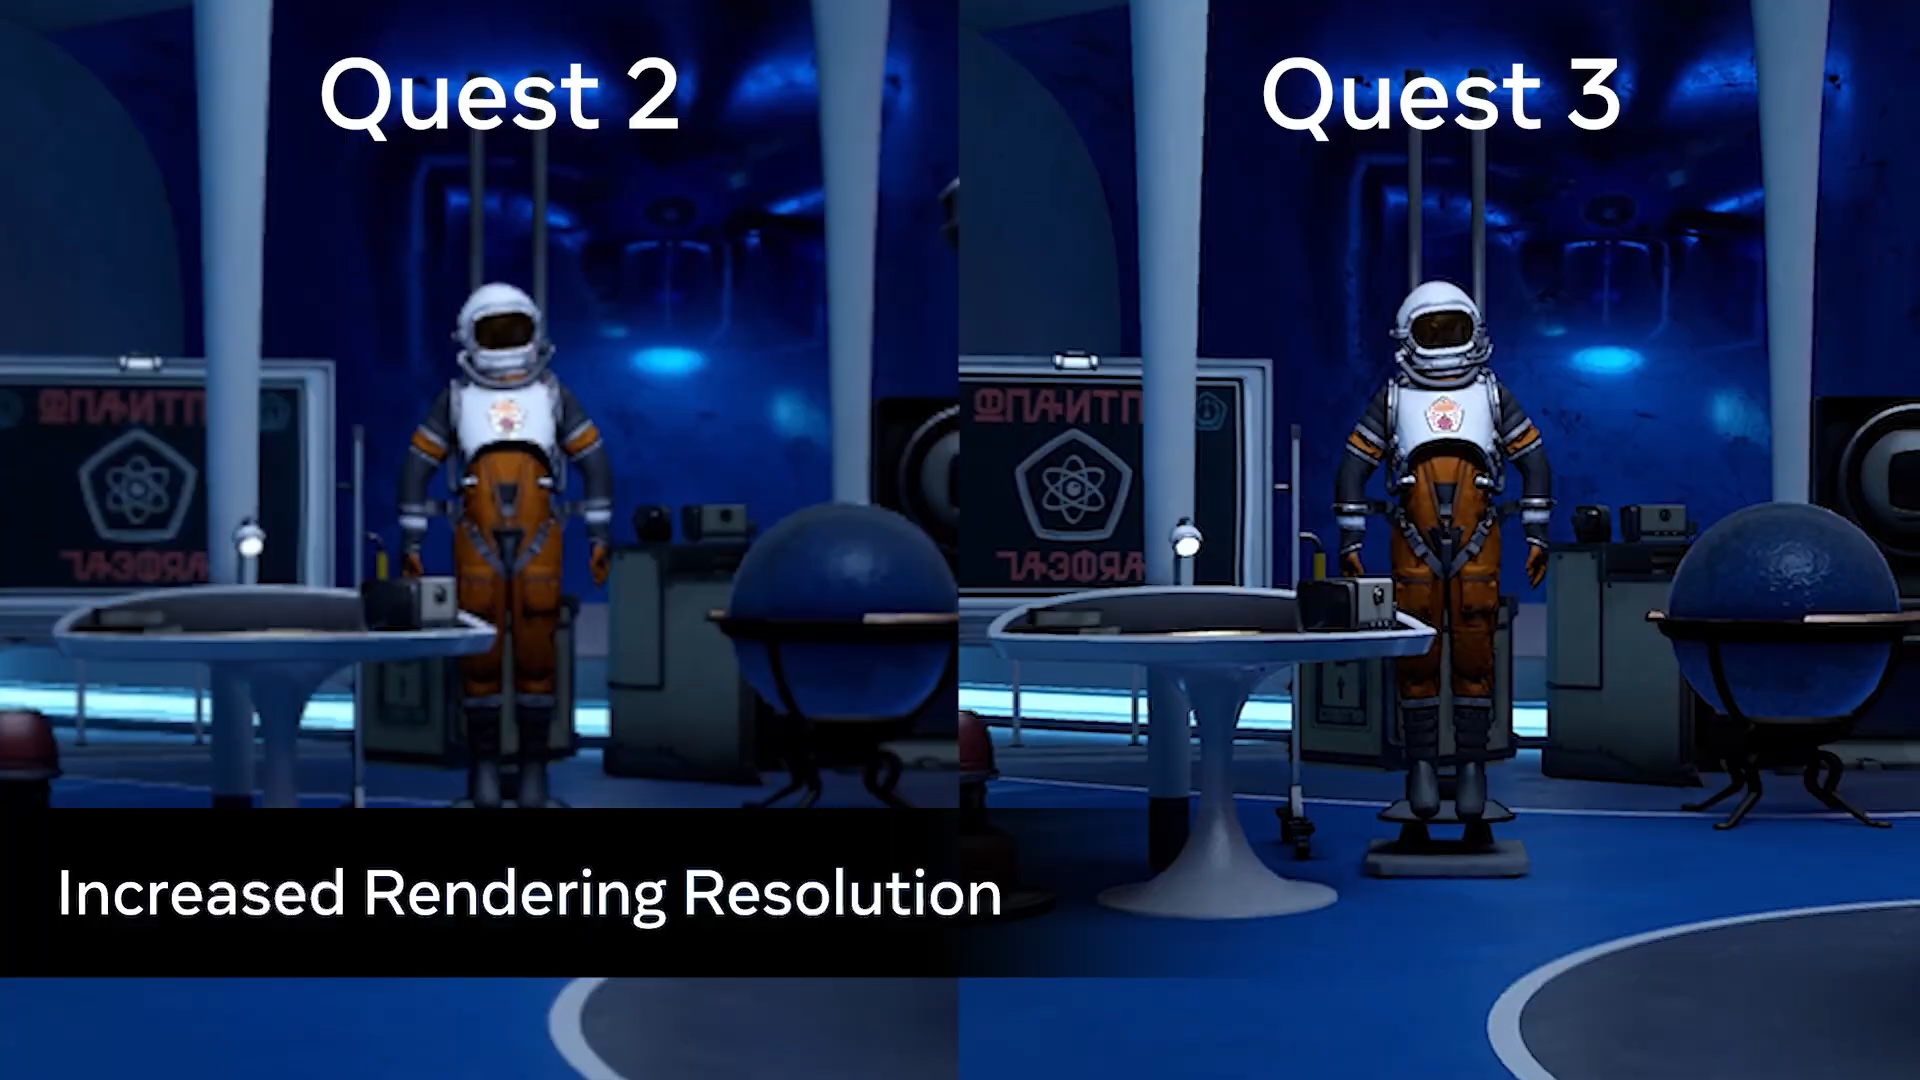 Quest 2
Quest 3
Increased Rendering Resolution